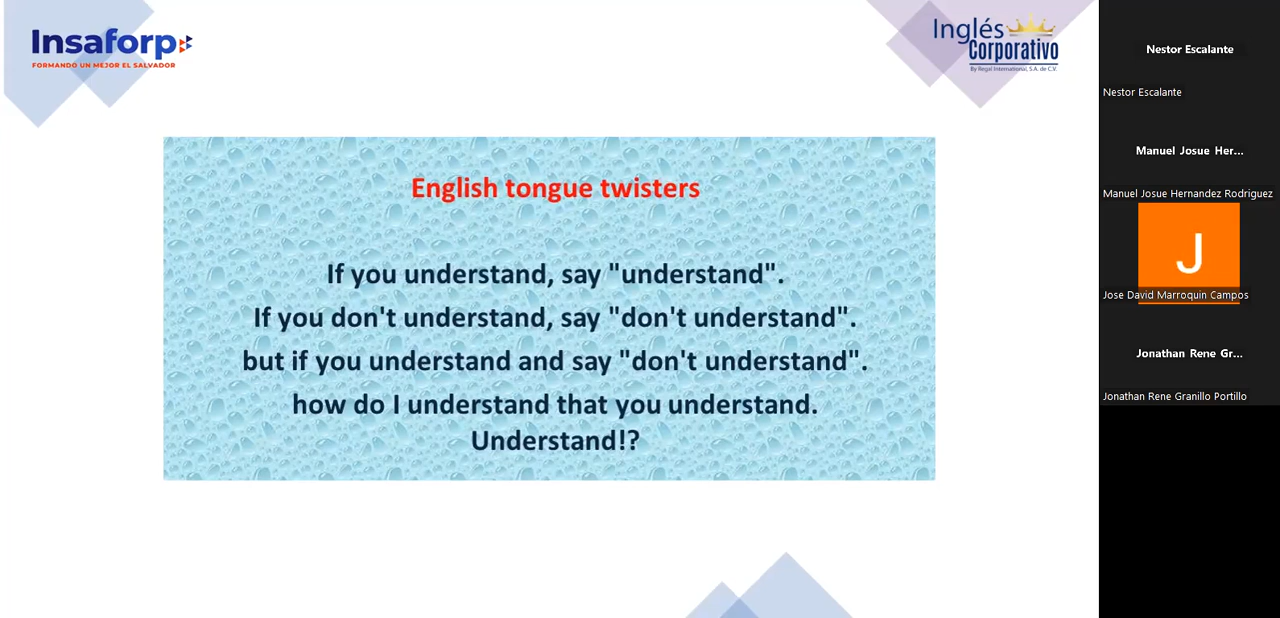 Insaforp
FORMANDO UN MEJOR EL SALVADOR
Inglés
Corporativo
By Regal International, S.A. de C.V.
English tongue twisters
If you understand, say "understand".
If you don't understand, say "don't understand".
but if you understand and say "don't understand".
how do I understand that you understand.
Understand!?
Nestor Escalante
Nestor Escalante
Manuel Josue Her...
Manuel Josue Hernandez Rodriguez
J
Jose David Marroquin Campos
Jonathan Rene Gr...
Jonathan Rene Granillo Portillo